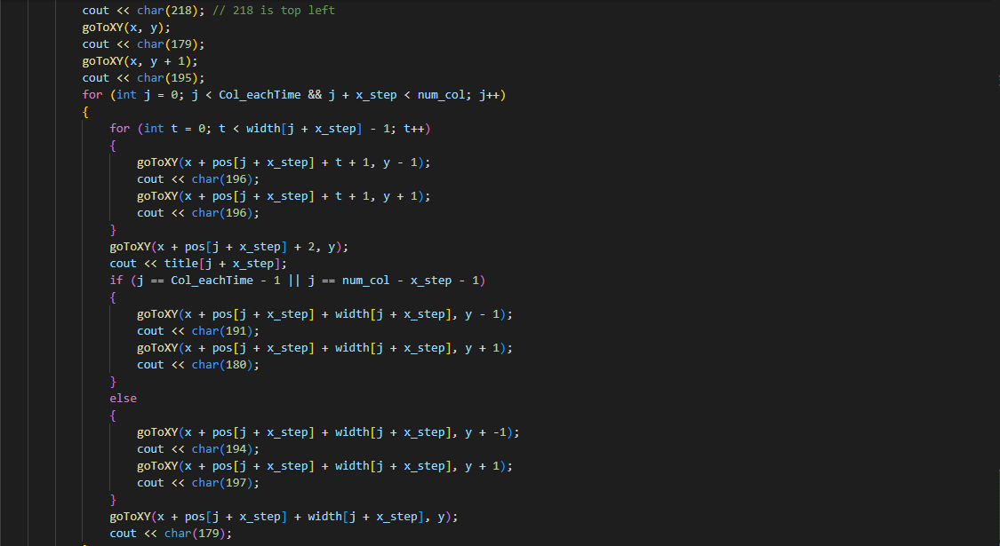 cout << char(218); // 218 is top left
goToXY(x, y);
cout << char(179);
goToXY(x, y + 1);
cout << char(195);
for (int j = 0; j < Col_eachTime && j + x_step < num_col; j++)
{
for (int t = 0; t < width[j + x_step] - 1; t++)
{
goToXY(x + pos[j + x_step] + t + 1, y - 1);
cout << char(196);
goToXY(x + pos[j + x_step] + t + 1, y + 1);
cout << char(196);
}
goToXY(x + pos[j + x_step] + 2, y);
cout << title[j + x_step];
if (j == Col_eachTime - 1 || j == num_col - x_step - 1)
{
goToXY(x + pos[j + x_step] + width[j + x_step], y - 1);
cout << char(191);
goToXY(x + pos[j + x_step] + width[j + x_step], y + 1);
cout << char(180);
}
else
{
goToXY(x + pos[j + x_step] + width[j + x_step], y + -1);
cout << char(194);
goToXY(x + pos[j + x_step] + width[j + x_step], y + 1);
cout << char(197);
}
goToXY(x + pos[j + x_step] + width[j + x_step], y);
cout << char(179);